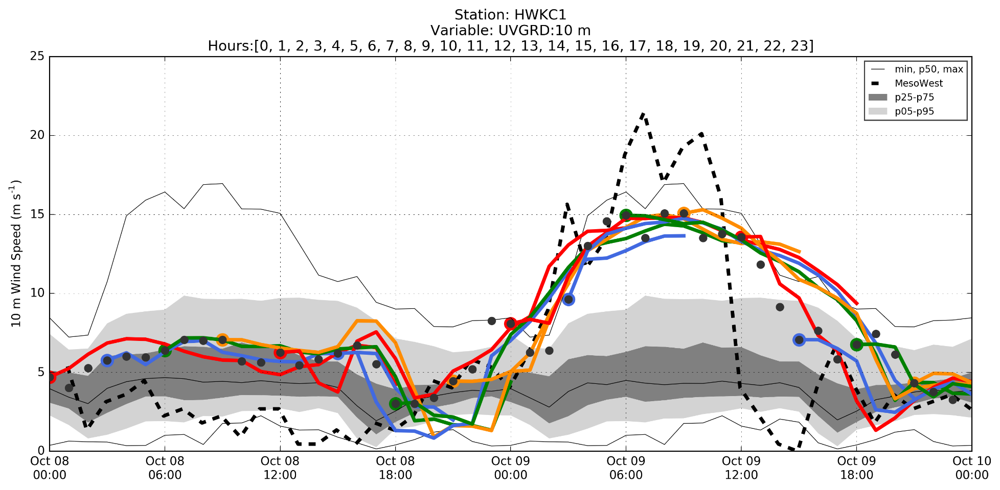 Station: HWKC1
Variable: UVGRD:10 m
Hours:[0, 1, 2, 3, 4, 5, 6, 7, 8, 9, 10, 11, 12, 13, 14, 15, 16, 17, 18, 19, 20, 21, 22, 23]
25
20
15
10
5
0
10 m Wind Speed (m s⁻¹)
min, p50, max
MesoWest
p25-p75
p05-p95
Oct 08 Oct 08 Oct 08 Oct 08 Oct 09 Oct 09 Oct 09 Oct 09 Oct 10
00:00 06:00 12:00 18:00 00:00 06:00 12:00 18:00 00:00